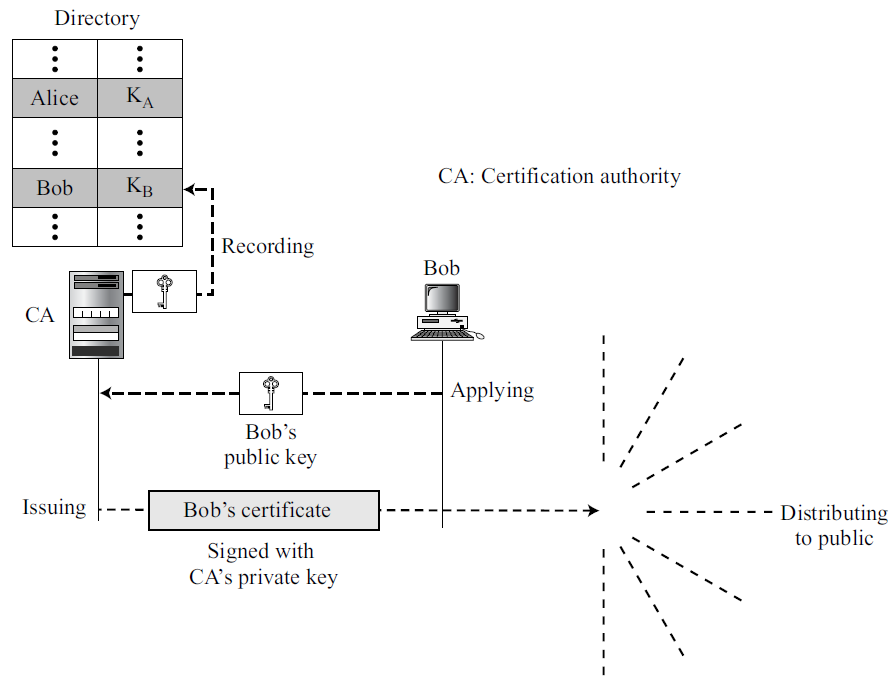 Directory
Alice K_A
Bob K_B
CA: Certification authority
Recording
Bob
CA
Applying
Bob’s
public key
Issuing
Bob’s certificate
Distributing
to public
Signed with
CA’s private key